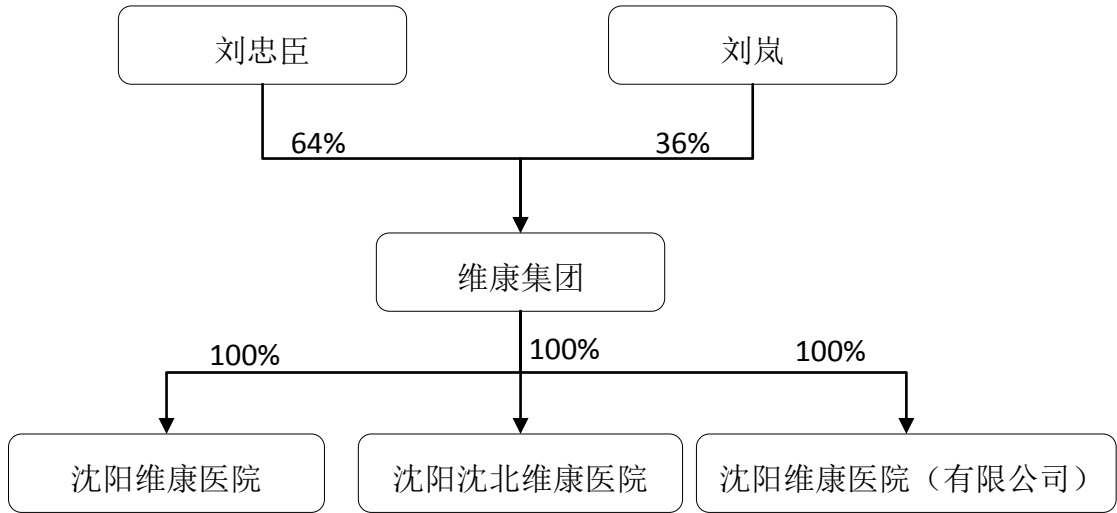 刘忠臣
刘岚
64%
36%
维康集团
100%
100%
100%
沈阳维康医院
沈阳沈北维康医院
沈阳维康医院（有限公司）